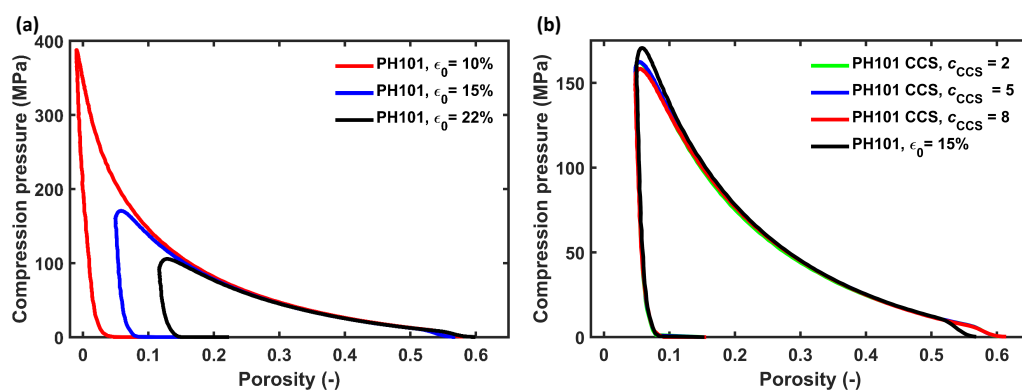 (a)
Compression pressure (MPa)
400
300
200
100
0
PH101, ϵ₀= 10%
PH101, ϵ₀= 15%
PH101, ϵ₀= 22%
0 0.1 0.2 0.3 0.4 0.5 0.6
Porosity (-)
(b)
Compression pressure (MPa)
150
100
50
0
PH101 CCS, c_CCS = 2
PH101 CCS, c_CCS = 5
PH101 CCS, c_CCS = 8
PH101, ϵ₀= 15%
0 0.1 0.2 0.3 0.4 0.5 0.6
Porosity (-)